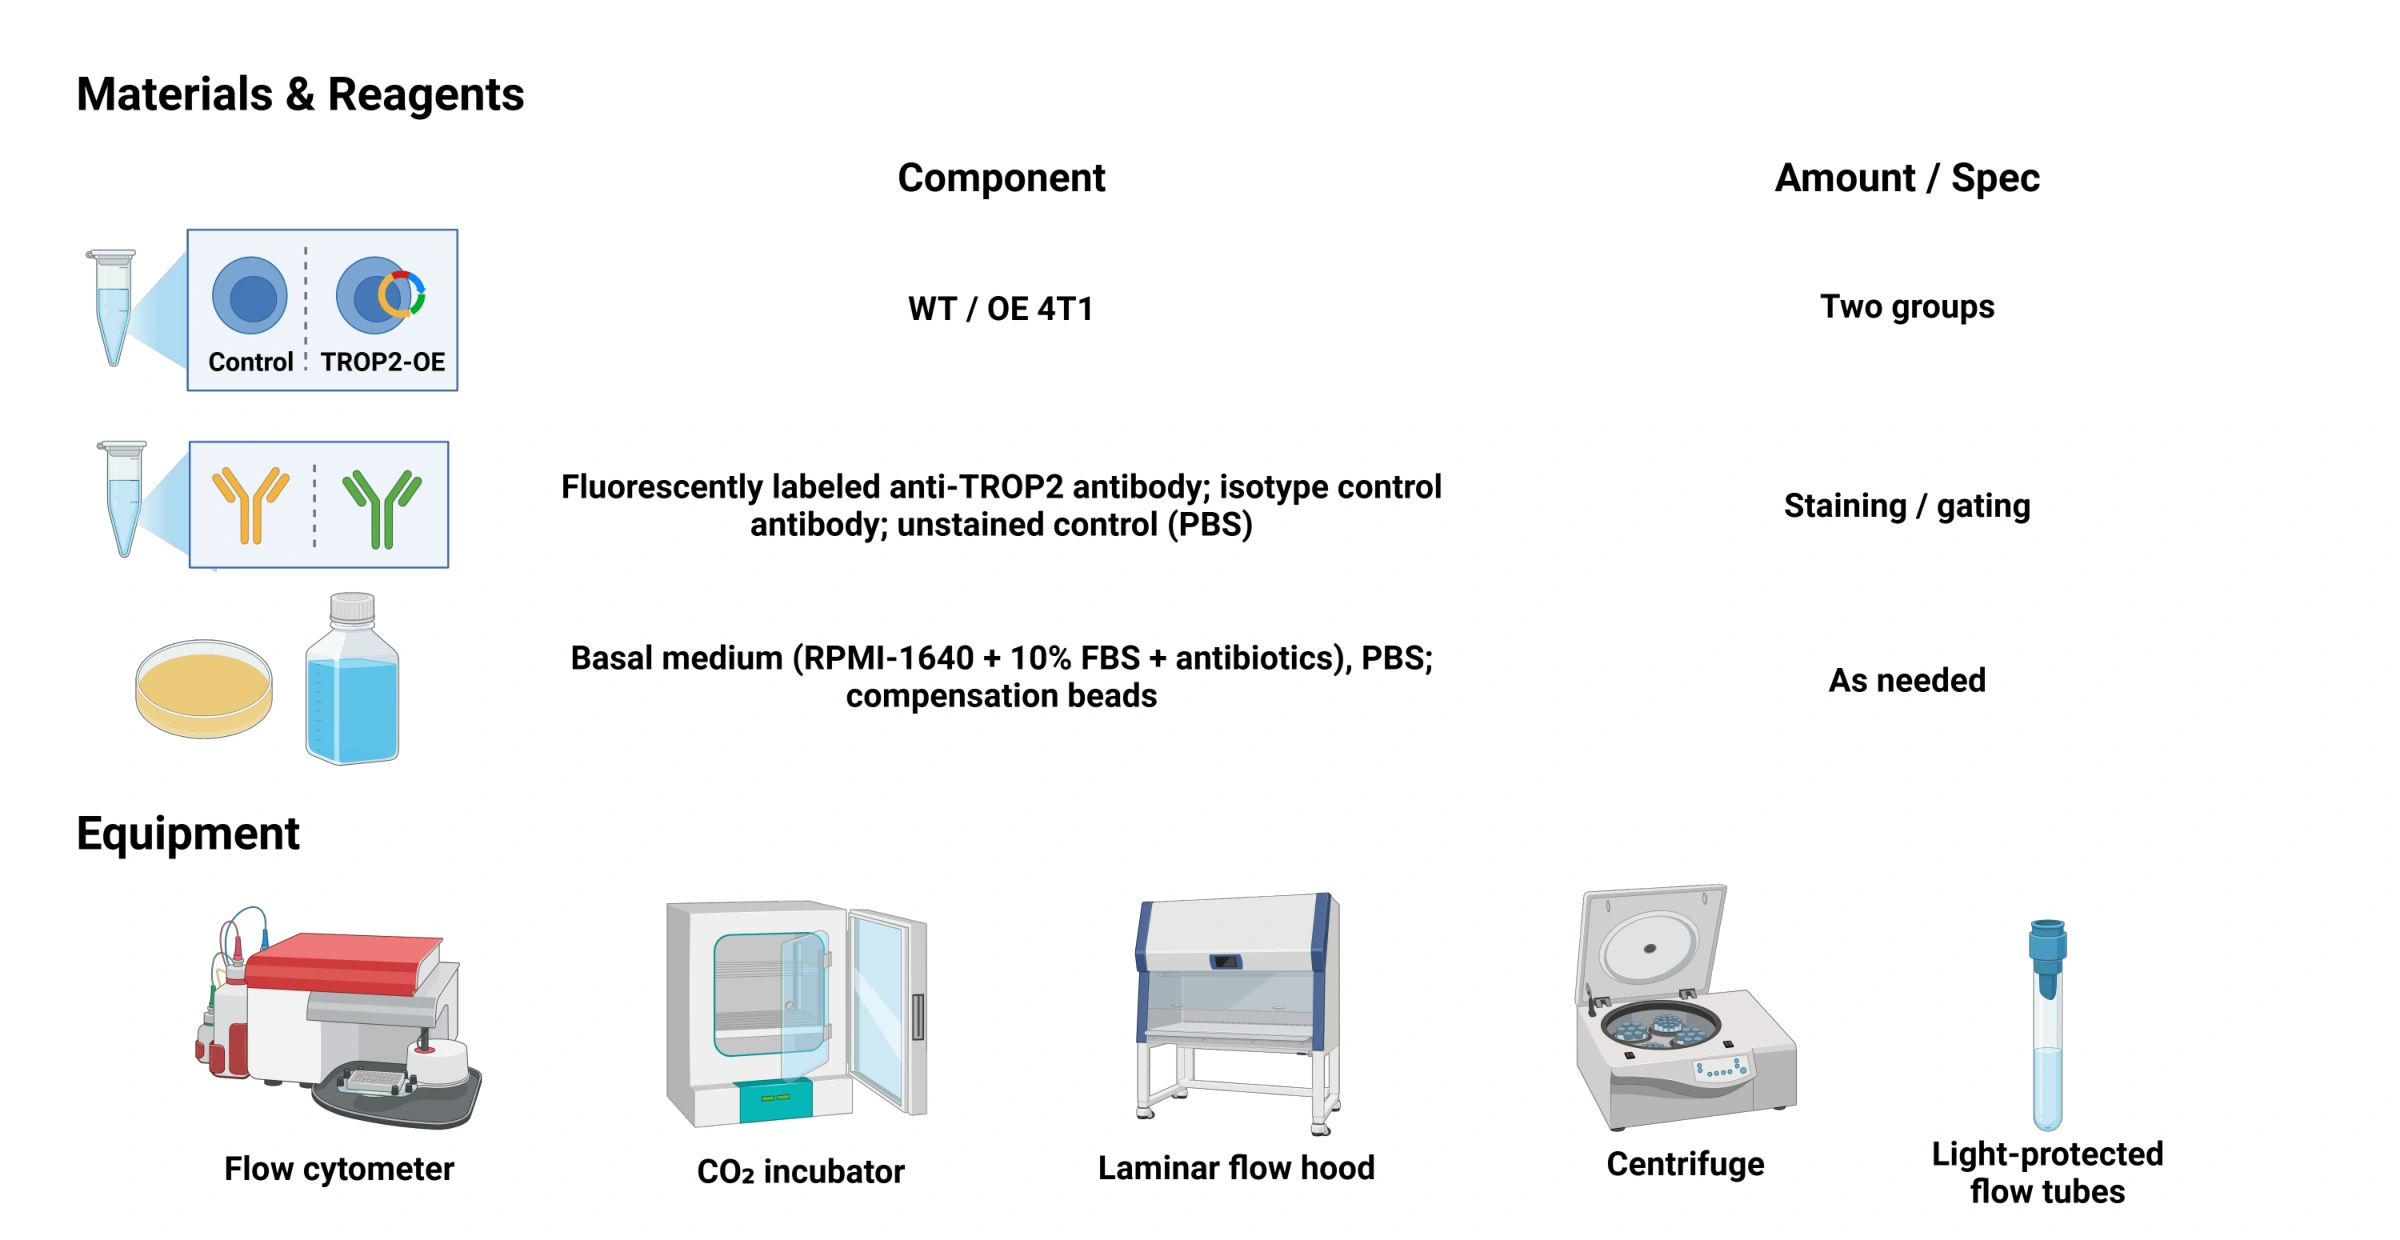 Materials & Reagents
Component
Amount / Spec
Control
TROP2-OE
WT / OE 4T1
Two groups
Fluorescently labeled anti-TROP2 antibody; isotype control
antibody; unstained control (PBS)
Staining / gating
Basal medium (RPMI-1640 + 10% FBS + antibiotics), PBS;
compensation beads
As needed
Equipment
Flow cytometer
CO₂ incubator
Laminar flow hood
Centrifuge
Light-protected
flow tubes